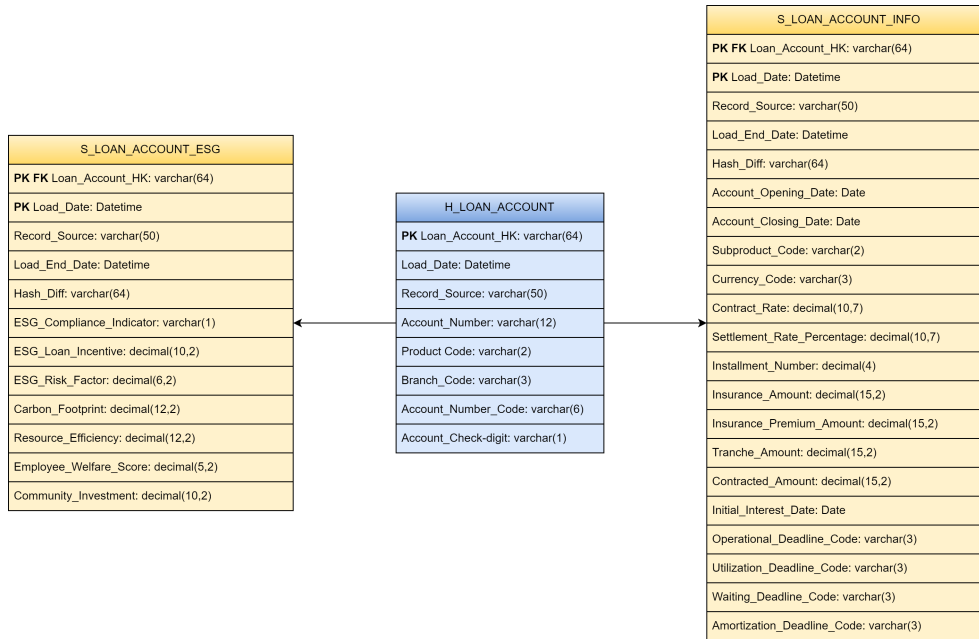 S_LOAN_ACCOUNT_ESG
PK FK Loan_Account_HK: varchar(64)
PK Load_Date: Datetime
Record_Source: varchar(50)
Load_End_Date: Datetime
Hash_Diff: varchar(64)
ESG_Compliance_Indicator: varchar(1)
ESG_Loan_Incentive: decimal(10,2)
ESG_Risk_Factor: decimal(6,2)
Carbon_Footprint: decimal(12,2)
Resource_Efficiency: decimal(12,2)
Employee_Welfare_Score: decimal(5,2)
Community_Investment: decimal(10,2)
H_LOAN_ACCOUNT
PK Loan_Account_HK: varchar(64)
Load_Date: Datetime
Record_Source: varchar(50)
Account_Number: varchar(12)
Product Code: varchar(2)
Branch_Code: varchar(3)
Account_Number_Code: varchar(6)
Account_Check-digit: varchar(1)
S_LOAN_ACCOUNT_INFO
PK FK Loan_Account_HK: varchar(64)
PK Load_Date: Datetime
Record_Source: varchar(50)
Load_End_Date: Datetime
Hash_Diff: varchar(64)
Account_Opening_Date: Date
Account_Closing_Date: Date
Subproduct_Code: varchar(2)
Currency_Code: varchar(3)
Contract_Rate: decimal(10,7)
Settlement_Rate_Percentage: decimal(10,7)
Installment_Number: decimal(4)
Insurance_Amount: decimal(15,2)
Insurance_Premium_Amount: decimal(15,2)
Tranche_Amount: decimal(15,2)
Contracted_Amount: decimal(15,2)
Initial_Interest_Date: Date
Operational_Deadline_Code: varchar(3)
Utilization_Deadline_Code: varchar(3)
Waiting_Deadline_Code: varchar(3)
Amortization_Deadline_Code: varchar(3)